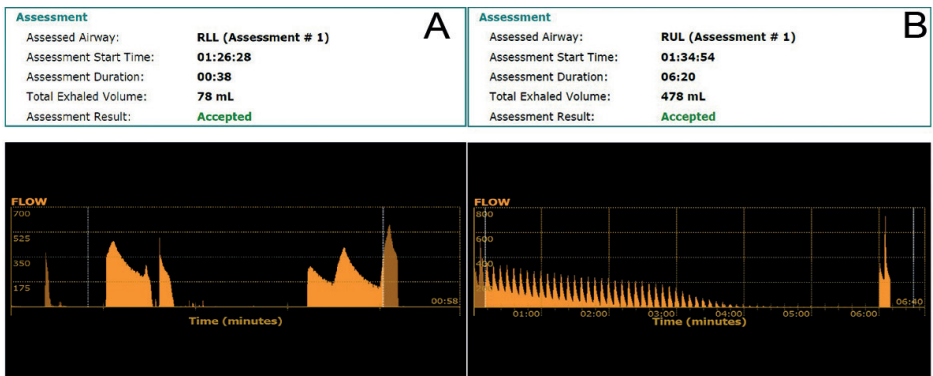 Assessment
A
Assessed Airway: RLL (Assessment # 1)
Assessment Start Time: 01:26:28
Assessment Duration: 00:38
Total Exhaled Volume: 78 mL
Assessment Result: Accepted
Assessment
B
Assessed Airway: RUL (Assessment # 1)
Assessment Start Time: 01:34:54
Assessment Duration: 06:20
Total Exhaled Volume: 478 mL
Assessment Result: Accepted
FLOW
700
525
350
175
00:58
Time (minutes)
FLOW
800
600
400
01:00 02:00 03:00 04:00 05:00 06:00
06:40
Time (minutes)